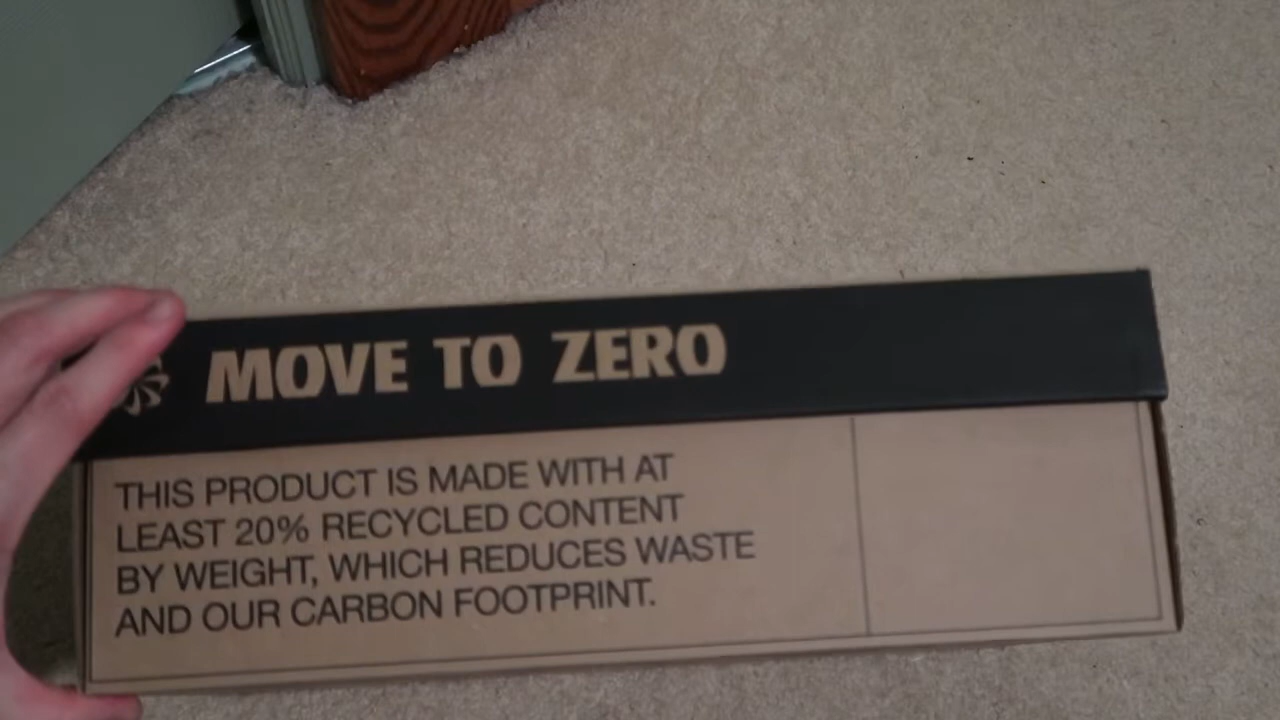 MOVE TO ZERO
THIS PRODUCT IS MADE WITH AT
LEAST 20% RECYCLED CONTENT
BY WEIGHT, WHICH REDUCES WASTE
AND OUR CARBON FOOTPRINT.